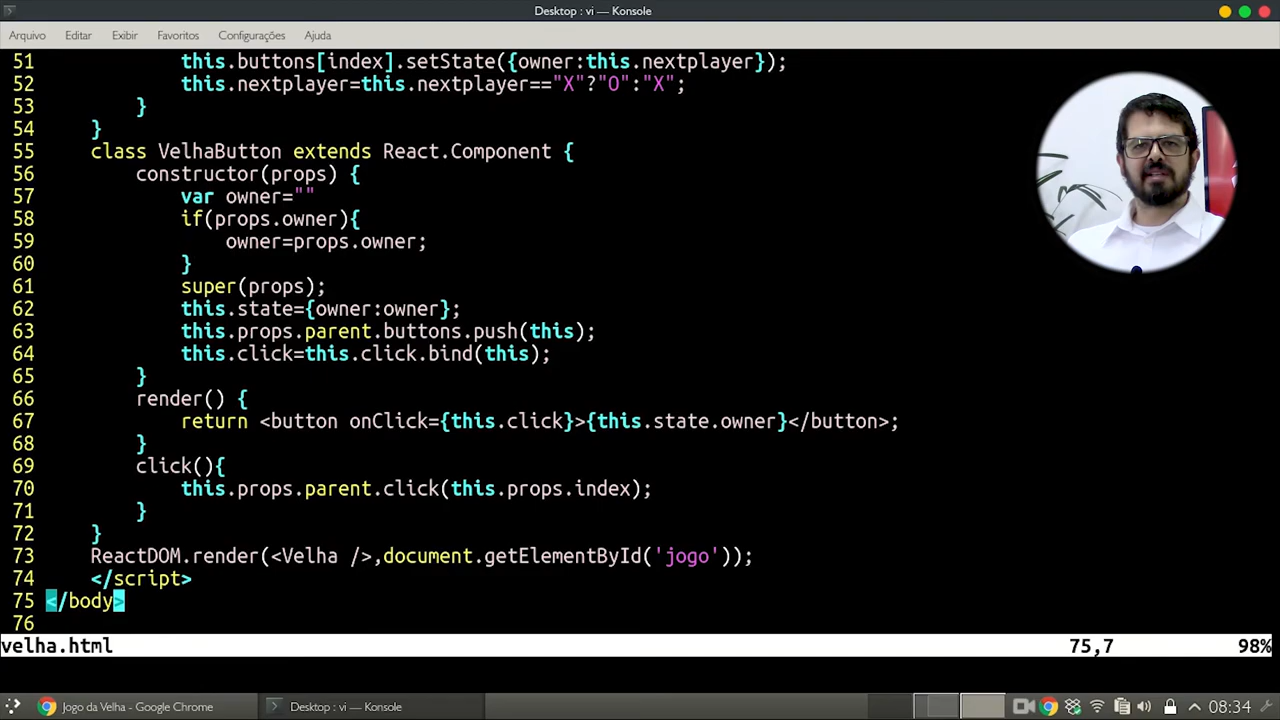 Desktop : vi — Konsole
Arquivo Editar Exibir Favoritos Configurações Ajuda
51 this.buttons[index].setState({owner:this.nextplayer});
52 this.nextplayer=this.nextplayer=="X"?"O":"X";
53 }
54 }
55 class VelhaButton extends React.Component {
56 constructor(props) {
57 var owner=""
58 if(props.owner){
59 owner=props.owner;
60 }
61 super(props);
62 this.state={owner:owner};
63 this.props.parent.buttons.push(this);
64 this.click=this.click.bind(this);
65 }
66 render() {
67 return <button onClick={this.click}>{this.state.owner}</button>;
68 }
69 click(){
70 this.props.parent.click(this.props.index);
71 }
72 }
73 ReactDOM.render(<Velha />,document.getElementById('jogo'));
74 </script>
75 </body>
76
velha.html 75,7 98%
Jogo da Velha - Google Chrome Desktop : vi — Konsole 08:34